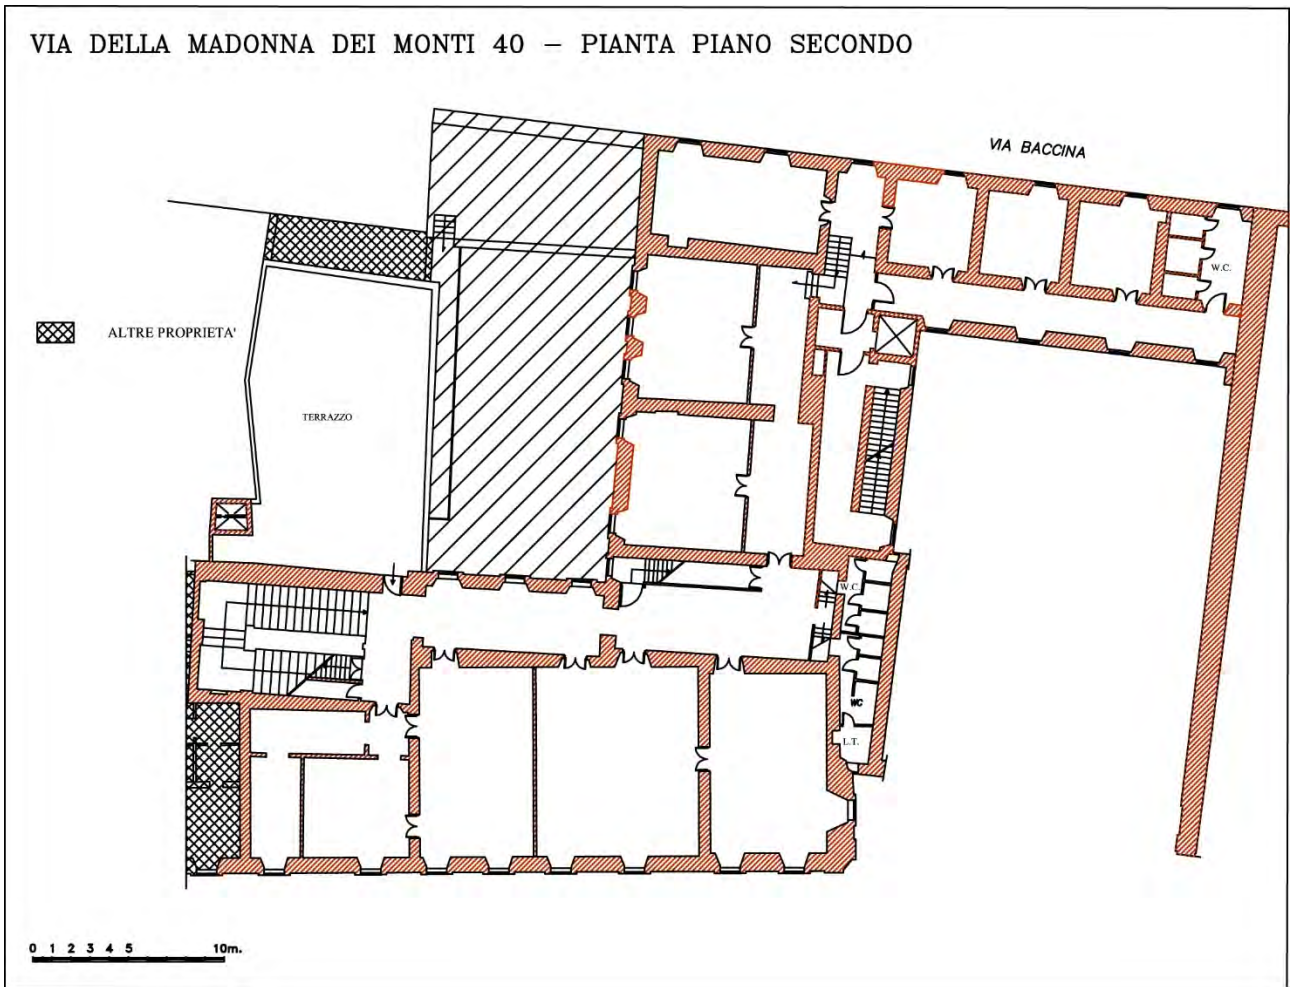 VIA DELLA MADONNA DEI MONTI 40 – PIANTA PIANO SECONDO
VIA BACCINA
W.C.
ALTRE PROPRIETA'
TERRAZZO
W.C.
WC
L.T.
0 1 2 3 4 5 10m.